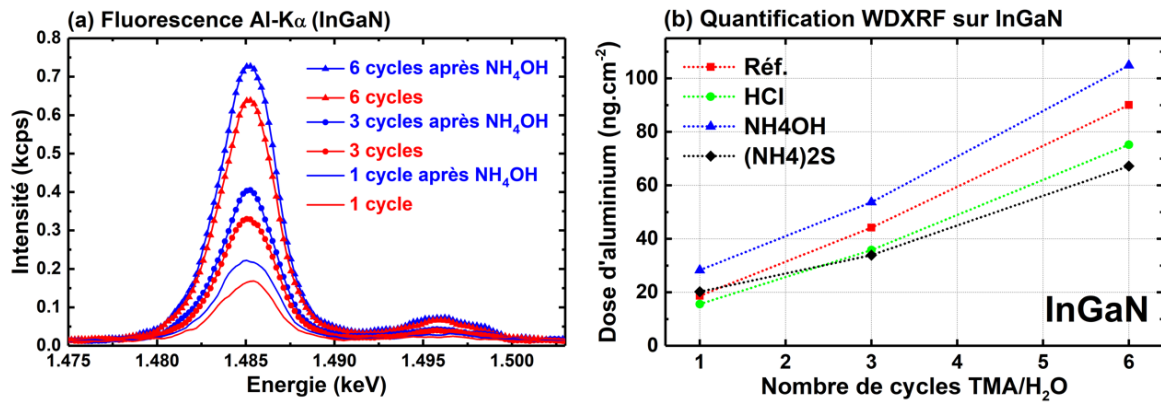 (a) Fluorescence Al-Kα (InGaN)
0.8
0.7
0.6
0.5
0.4
0.3
0.2
0.1
0.0
Intensité (kcps)
6 cycles après NH₄OH
6 cycles
3 cycles après NH₄OH
3 cycles
1 cycle après NH₄OH
1 cycle
1.475 1.480 1.485 1.490 1.495 1.500
Energie (keV)
(b) Quantification WDXRF sur InGaN
100
80
60
40
20
0
Dose d'aluminium (ng.cm⁻²)
Réf.
HCl
NH4OH
(NH4)2S
InGaN
1 2 3 4 5 6
Nombre de cycles TMA/H₂O